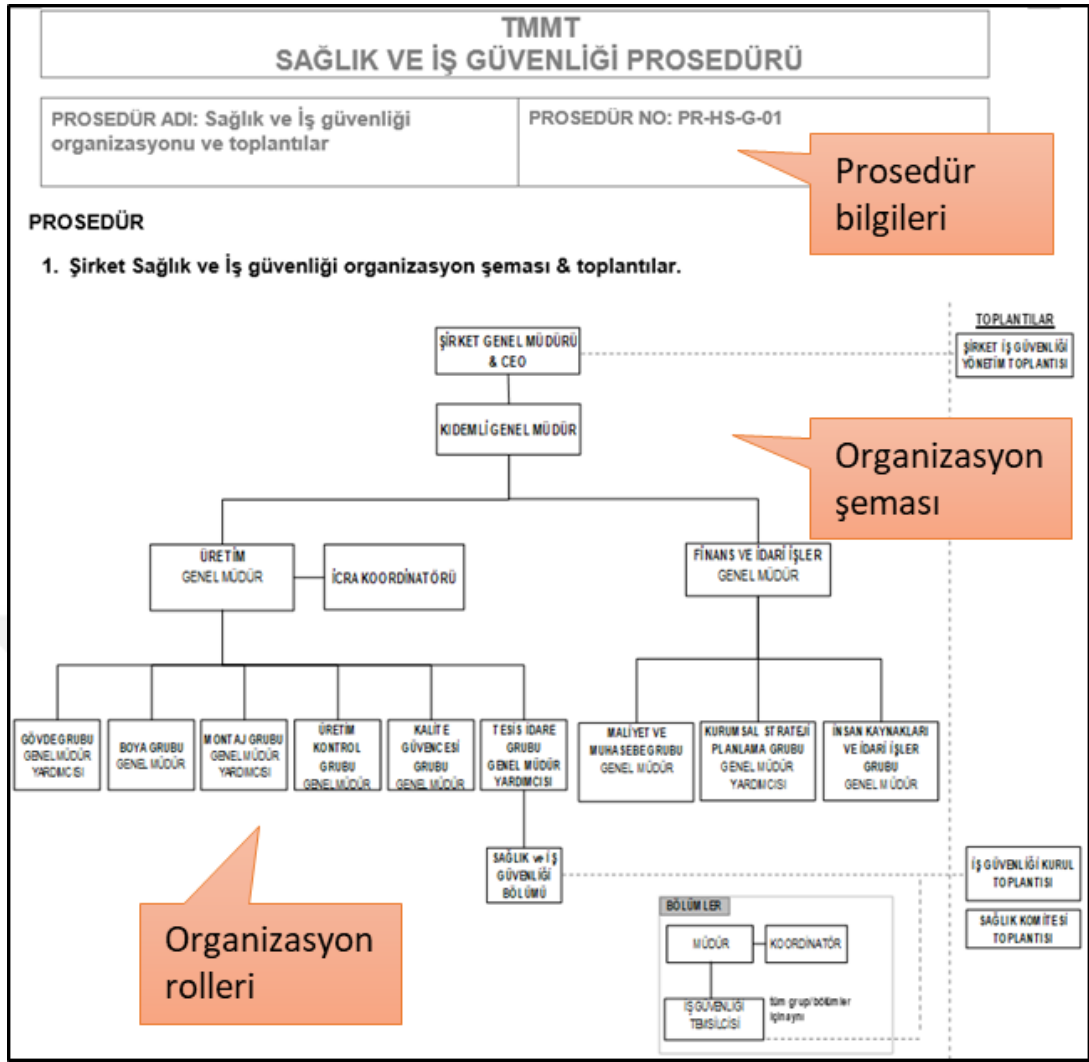 TMMT
SAĞLIK VE İŞ GÜVENLİĞİ PROSEDÜRÜ
PROSEDÜR ADI: Sağlık ve İş güvenliği
organizasyonu ve toplantılar
PROSEDÜR NO: PR-HS-G-01
Prosedür
bilgileri
PROSEDÜR
1. Şirket Sağlık ve İş güvenliği organizasyon şeması & toplantılar.
TOPLANTILAR
ŞİRKET GENEL MÜDÜRÜ
& CEO
ŞİRKET İŞ GÜVENLİĞİ
YÖNETİM TOPLANTISI
KIDEMLİ GENEL MÜDÜR
Organizasyon
şeması
ÜRETİM
GENEL MÜDÜR
İCRA KOORDİNATÖRÜ
FİNANS VE İDARİ İŞLER
GENEL MÜDÜR
GÖVDE GRUBU
GENEL MÜDÜR
YARDIMCISI
BOYA GRUBU
GENEL MÜDÜR
MONTAJ GRUBU
GENEL MÜDÜR
YARDIMCISI
ÜRETİM
KONTROL
GRUBU
GENEL MÜDÜR
KALİTE
GÜVENCESİ
GRUBU
GENEL MÜDÜR
TESİS İDARE
GRUBU
GENEL MÜDÜR
YARDIMCISI
MALİYET VE
MUHASEBE GRUBU
GENEL MÜDÜR
KURUMSAL STRATEJİ
PLANLAMA GRUBU
GENEL MÜDÜR
YARDIMCISI
İNSAN KAYNAKLARI
VE İDARİ İŞLER
GRUBU
GENEL MÜDÜR
SAĞLIK ve İŞ
GÜVENLİĞİ
BÖLÜMÜ
İŞ GÜVENLİĞİ KURUL
TOPLANTISI
SAĞLIK KOMİTESİ
TOPLANTISI
Organizasyon
rolleri
BÖLÜMLER
MÜDÜR
KOORDİNATÖR
İŞ GÜVENLİĞİ
TEMSİLCİSİ
tüm grup/bölümler
için aynı